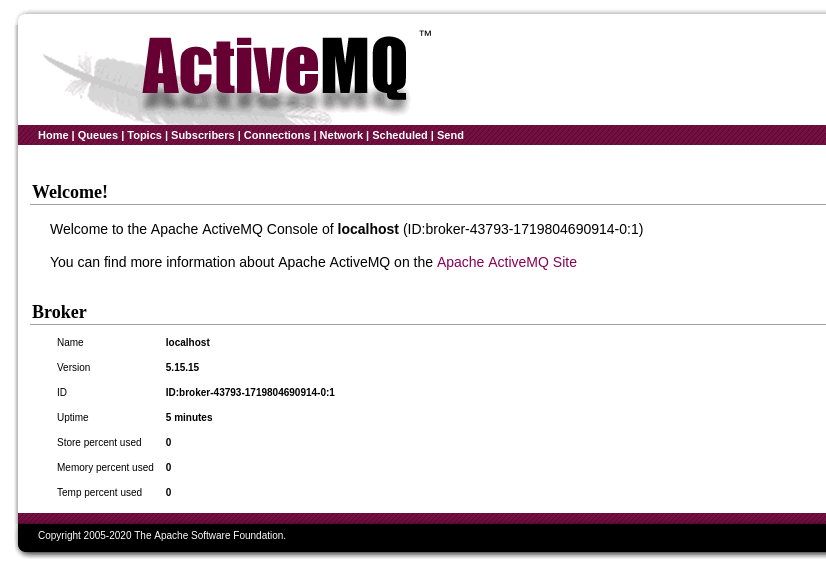 ActiveMQ ™
Home | Queues | Topics | Subscribers | Connections | Network | Scheduled | Send
Welcome!
Welcome to the Apache ActiveMQ Console of localhost (ID:broker-43793-1719804690914-0:1)
You can find more information about Apache ActiveMQ on the Apache ActiveMQ Site
Broker
Name localhost
Version 5.15.15
ID ID:broker-43793-1719804690914-0:1
Uptime 5 minutes
Store percent used 0
Memory percent used 0
Temp percent used 0
Copyright 2005-2020 The Apache Software Foundation.